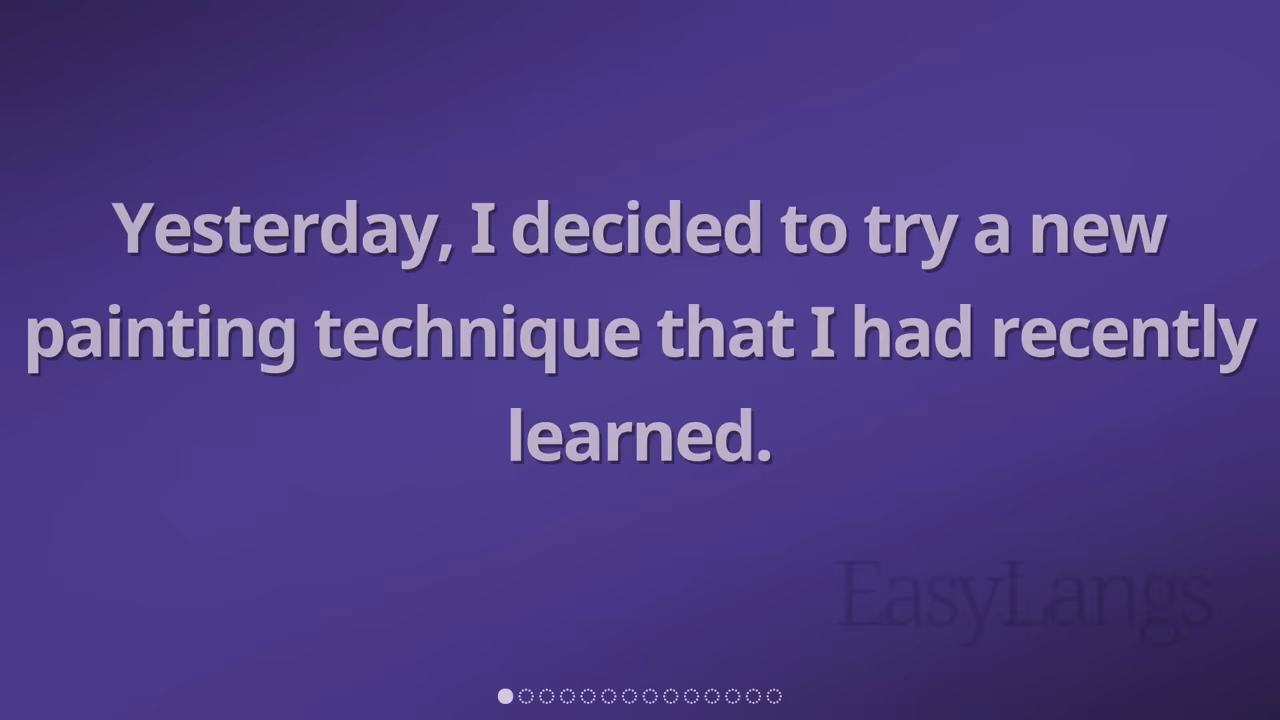 Yesterday, I decided to try a new
painting technique that I had recently
learned.
EasyLangs